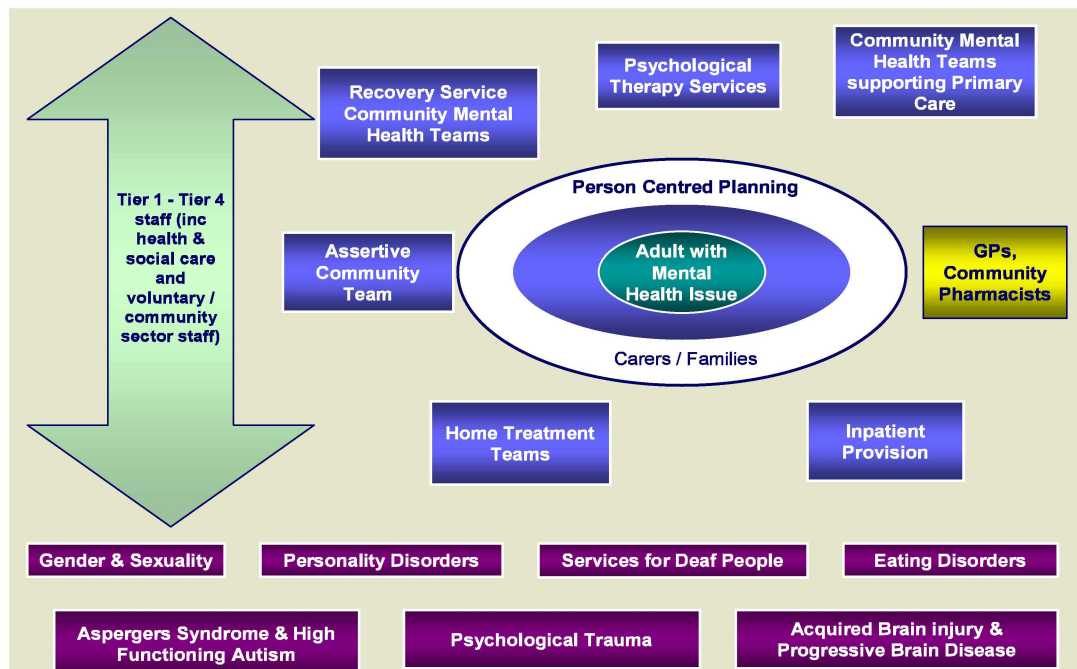 Recovery Service
Community Mental
Health Teams
Psychological
Therapy Services
Community Mental
Health Teams
supporting Primary
Care
Tier 1 - Tier 4
staff (inc
health &
social care
and
voluntary /
community
sector staff)
Assertive
Community
Team
Person Centred Planning
Adult with
Mental
Health Issue
Carers / Families
GPs,
Community
Pharmacists
Home Treatment
Teams
Inpatient
Provision
Gender & Sexuality
Personality Disorders
Services for Deaf People
Eating Disorders
Aspergers Syndrome & High
Functioning Autism
Psychological Trauma
Acquired Brain injury &
Progressive Brain Disease